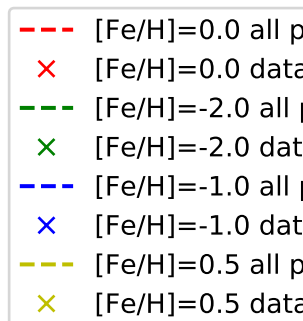 [Fe/H]=0.0 all
[Fe/H]=0.0 data
[Fe/H]=-2.0 all
[Fe/H]=-2.0 dat
[Fe/H]=-1.0 all
[Fe/H]=-1.0 dat
[Fe/H]=0.5 all
[Fe/H]=0.5 data